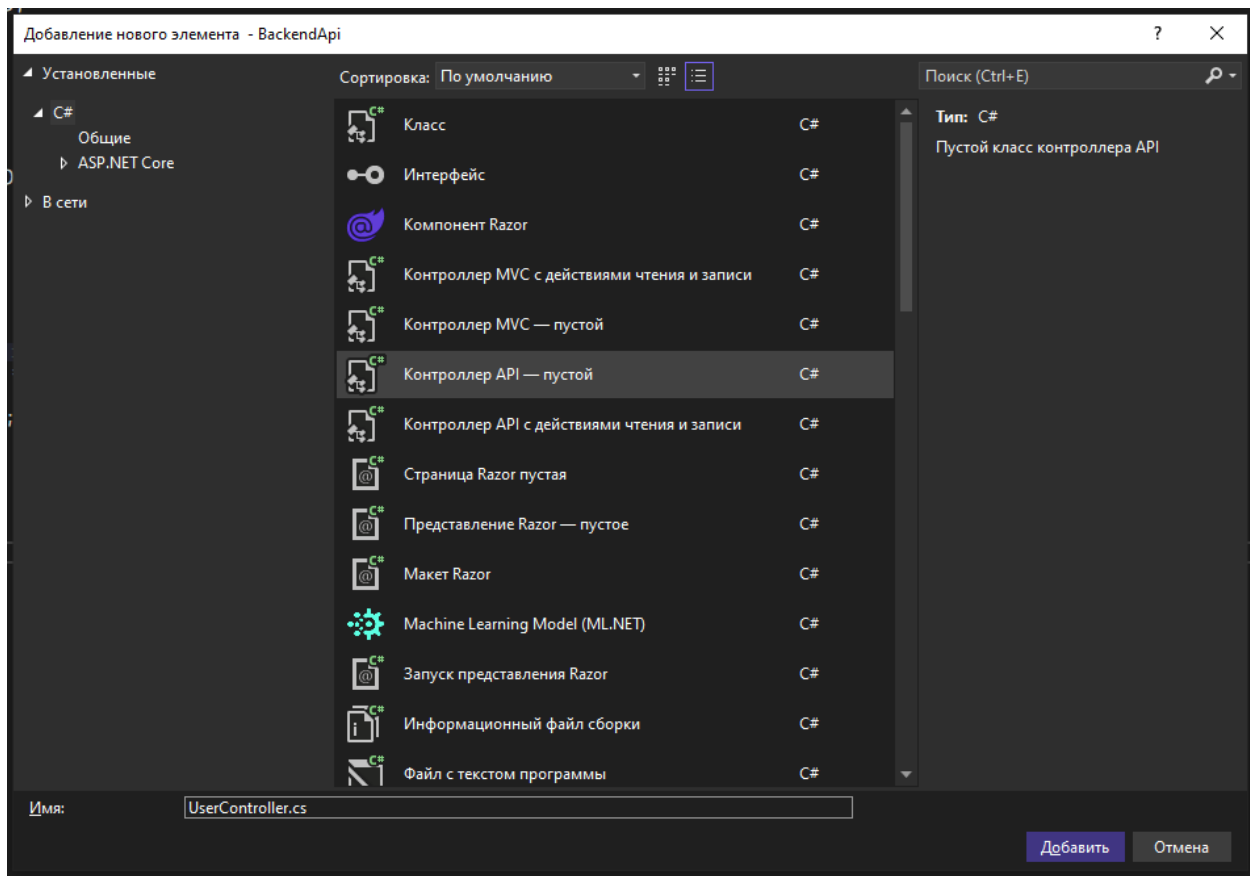 Добавление нового элемента - BackendApi
? ×
Установленные
C#
Общие
ASP.NET Core
В сети
Сортировка: По умолчанию
Класс C#
Интерфейс C#
Компонент Razor C#
Контроллер MVC с действиями чтения и записи C#
Контроллер MVC — пустой C#
Контроллер API — пустой C#
Контроллер API с действиями чтения и записи C#
Страница Razor пустая C#
Представление Razor — пустое C#
Макет Razor C#
Machine Learning Model (ML.NET) C#
Запуск представления Razor C#
Информационный файл сборки C#
Файл с текстом программы C#
Поиск (Ctrl+E)
Тип: C#
Пустой класс контроллера API
Имя: UserController.cs
Добавить Отмена